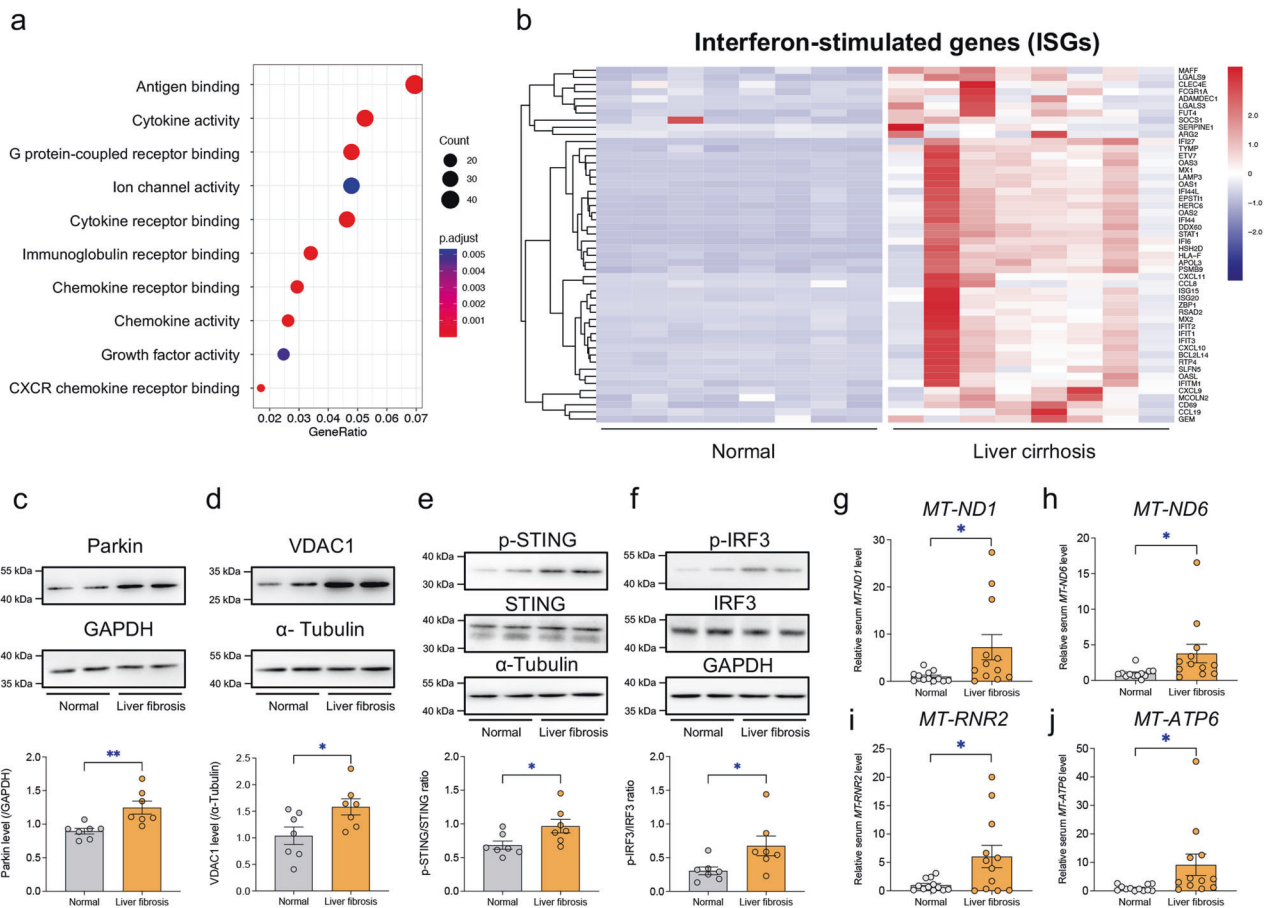 a
Antigen binding
Cytokine activity
G protein-coupled receptor binding
Ion channel activity
Cytokine receptor binding
Immunoglobulin receptor binding
Chemokine receptor binding
Chemokine activity
Growth factor activity
CXCR chemokine receptor binding
0.02 0.03 0.04 0.05 0.06 0.07
GeneRatio
Count
20
30
40
p.adjust
0.005
0.004
0.003
0.002
0.001
b
Interferon-stimulated genes (ISGs)
MAFF
LGALS9
CLEC4E
FCGR1A
ADAMDEC1
LGALS3
FUT4
SOCS1
SERPINE1
ARG2
IFI27
TYMP
ETV7
OAS3
MX1
LAMP3
OAS1
IFI44L
EPSTI1
HERC6
OAS2
IFI44
DDX60
STAT1
IFI6
HSH2D
HLA-F
APOL3
PSMB9
CXCL11
CCL8
ISG15
ISG20
ZBP1
RSAD2
MX2
IFIT2
IFIT1
IFIT3
CXCL10
BCL2L14
RTP4
SLFN5
OASL
IFITM1
CXCL9
MCOLN2
CD69
CCL19
GEM
2.0
1.0
0
-1.0
-2.0
Normal
Liver cirrhosis
c
Parkin
55 kDa
40 kDa
GAPDH
40 kDa
35 kDa
Normal Liver fibrosis
Parkin level (/GAPDH)
2.0
1.5
1.0
0.5
0.0
**
Normal Liver fibrosis
d
VDAC1
35 kDa
25 kDa
α- Tubulin
55 kDa
40 kDa
Normal Liver fibrosis
VDAC1 level (/α-Tubulin)
2.5
2.0
1.5
1.0
0.5
0.0
*
Normal Liver fibrosis
e
p-STING
40 kDa
30 kDa
STING
40 kDa
30 kDa
α-Tubulin
55 kDa
40 kDa
Normal Liver fibrosis
p-STING/STING ratio
2.0
1.5
1.0
0.5
0.0
*
Normal Liver fibrosis
f
p-IRF3
55 kDa
40 kDa
IRF3
55 kDa
40 kDa
GAPDH
40 kDa
35 kDa
Normal Liver fibrosis
p-IRF3/IRF3 ratio
2.0
1.5
1.0
0.5
0.0
*
Normal Liver fibrosis
g
MT-ND1
Relative serum MT-ND1 level
30
20
10
0
*
Normal Liver fibrosis
h
MT-ND6
Relative serum MT-ND6 level
20
15
10
5
0
*
Normal Liver fibrosis
i
MT-RNR2
Relative serum MT-RNR2 level
25
20
15
10
5
0
*
Normal Liver fibrosis
j
MT-ATP6
Relative serum MT-ATP6 level
50
40
30
20
10
0
*
Normal Liver fibrosis